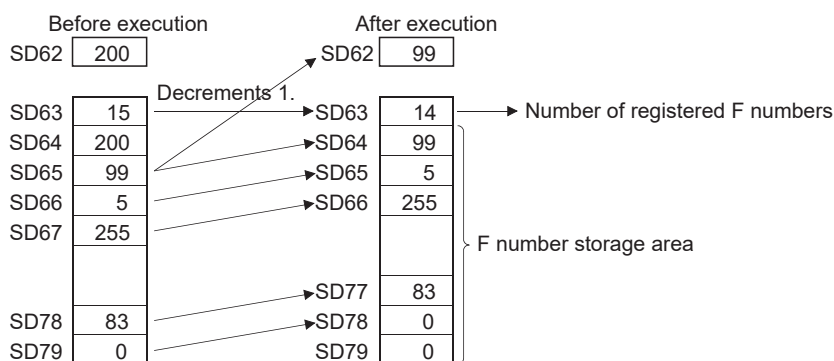 Before execution After execution
SD62 200 SD62 99
Decrements 1.
SD63 15 SD63 14 Number of registered F numbers
SD64 200 SD64 99
SD65 99 SD65 5
SD66 5 SD66 255
SD67 255
F number storage area
SD77 83
SD78 83 SD78 0
SD79 0 SD79 0